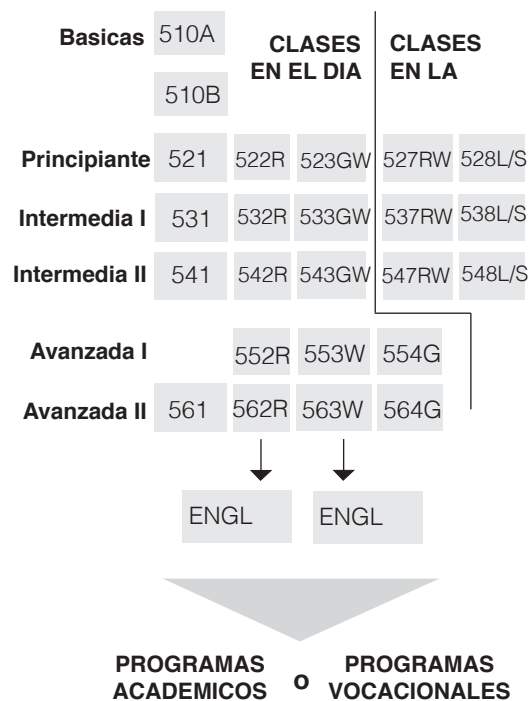 Basicas 510A
CLASES EN EL DIA
CLASES EN LA
510B
Principiante 521 522R 523GW 527RW 528L/S
Intermedia I 531 532R 533GW 537RW 538L/S
Intermedia II 541 542R 543GW 547RW 548L/S
Avanzada I 552R 553W 554G
Avanzada II 561 562R 563W 564G
ENGL ENGL
PROGRAMAS ACADEMICOS
o
PROGRAMAS VOCACIONALES